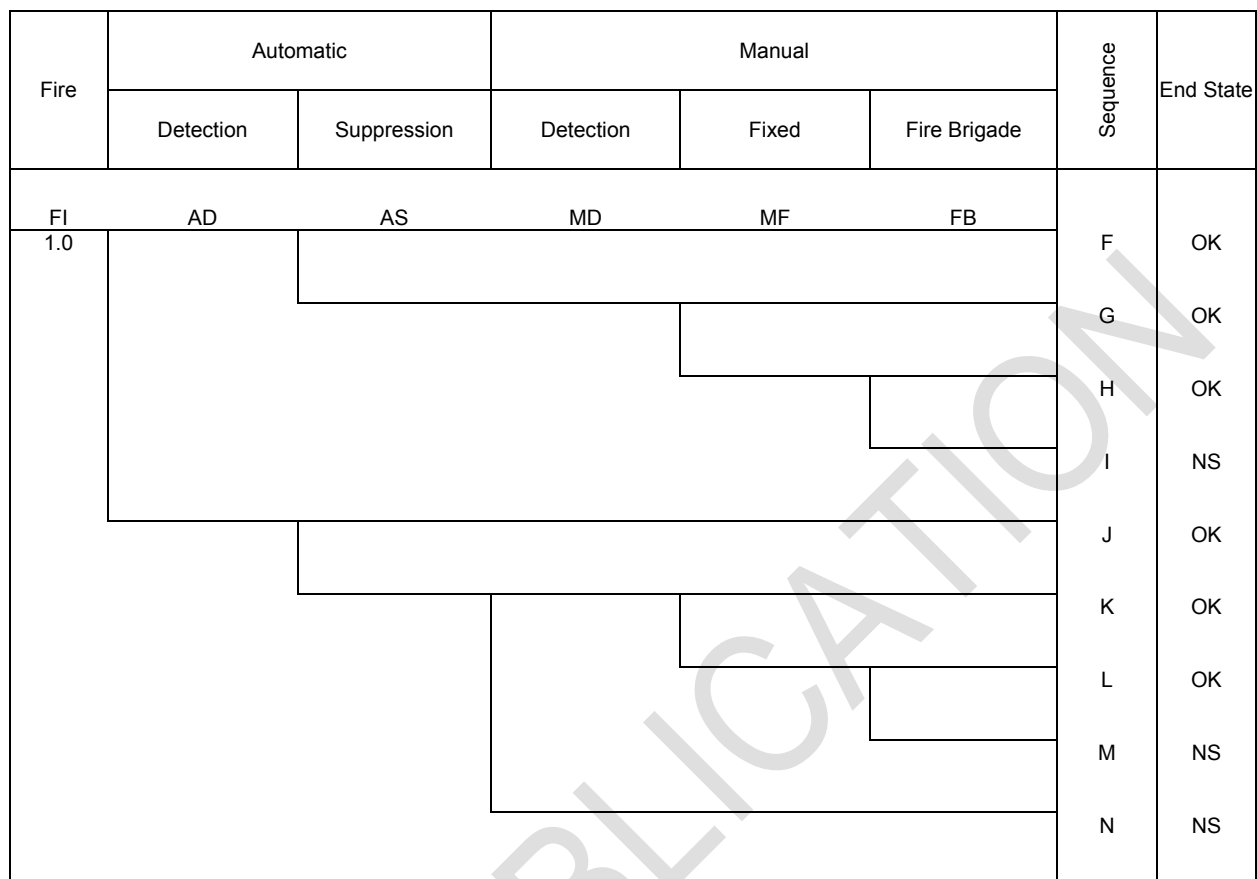 Fire
Automatic
Manual
Sequence
End State
Detection
Suppression
Detection
Fixed
Fire Brigade
FI AD AS MD MF FB
1.0
F OK
G OK
H OK
I NS
J OK
K OK
L OK
M NS
N NS
BLICATION